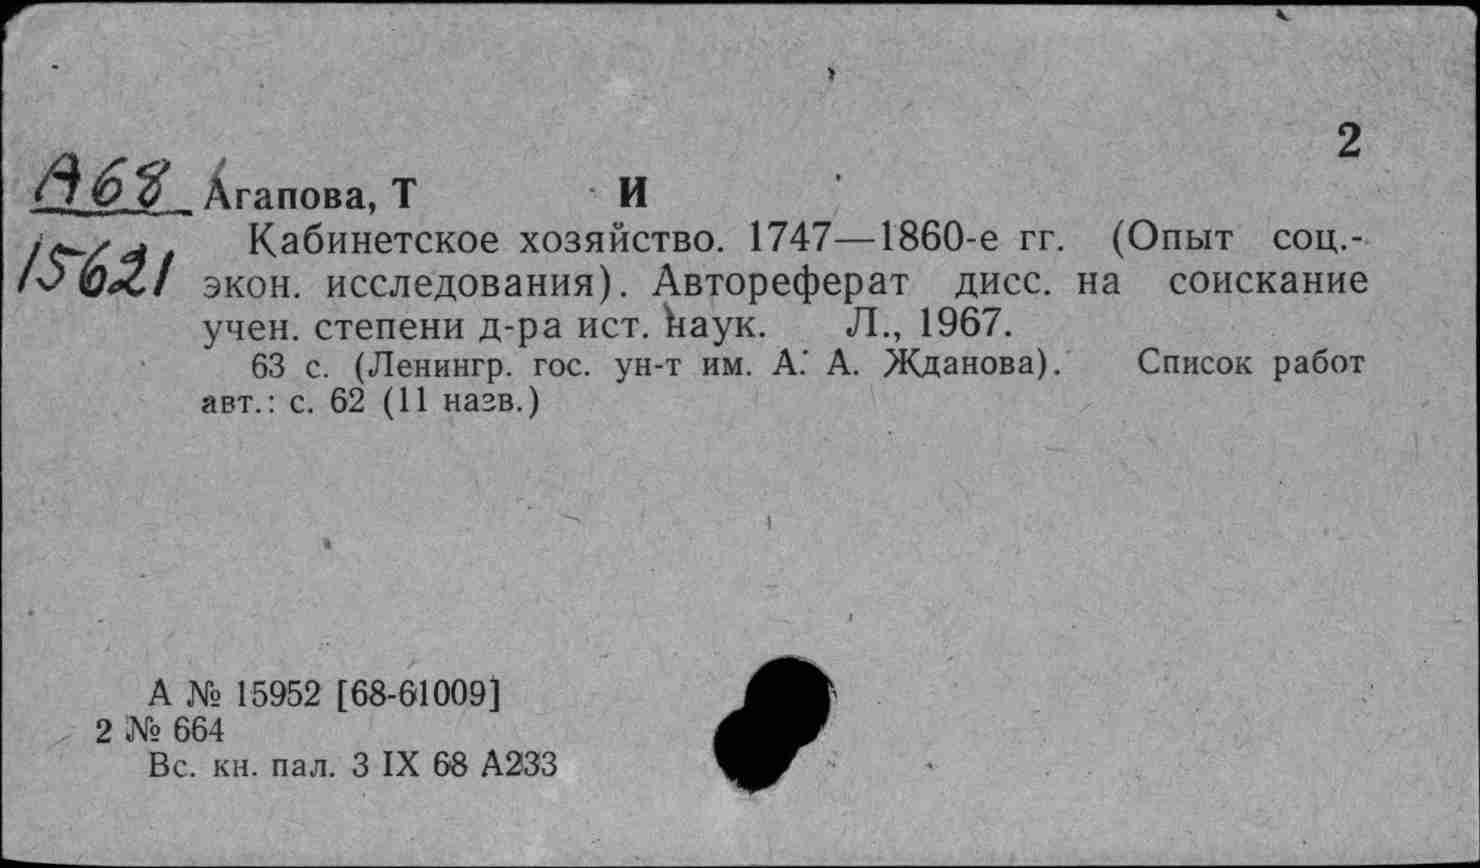 2
А68 Агапова, Т И
15621 Кабинетское хозяйство. 1747—1860-е гг. (Опыт соц.-
экон. исследования). Автореферат дисс. на соискание
учен. степени д-ра ист. наук. Л., 1967.
63 с. (Ленингр. гос. ун-т им. А. А. Жданова). Список работ
авт.: с. 62 (11 назв.)
А № 15952 [68-61009]
2 № 664
Вс. кн. пал. 3 IX 68 А233